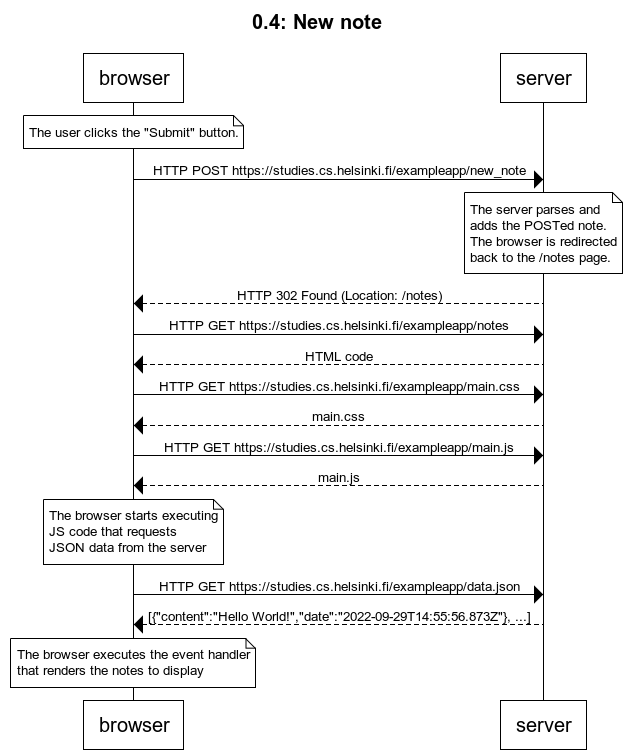 0.4: New note
browser
server
The user clicks the "Submit" button.
HTTP POST https://studies.cs.helsinki.fi/exampleapp/new_note
The server parses and
adds the POSTed note.
The browser is redirected
back to the /notes page.
HTTP 302 Found (Location: /notes)
HTTP GET https://studies.cs.helsinki.fi/exampleapp/notes
HTML code
HTTP GET https://studies.cs.helsinki.fi/exampleapp/main.css
main.css
HTTP GET https://studies.cs.helsinki.fi/exampleapp/main.js
main.js
The browser starts executing
JS code that requests
JSON data from the server
HTTP GET https://studies.cs.helsinki.fi/exampleapp/data.json
[{"content":"Hello World!","date":"2022-09-29T14:55:56.873Z"}, ...]
The browser executes the event handler
that renders the notes to display
browser
server